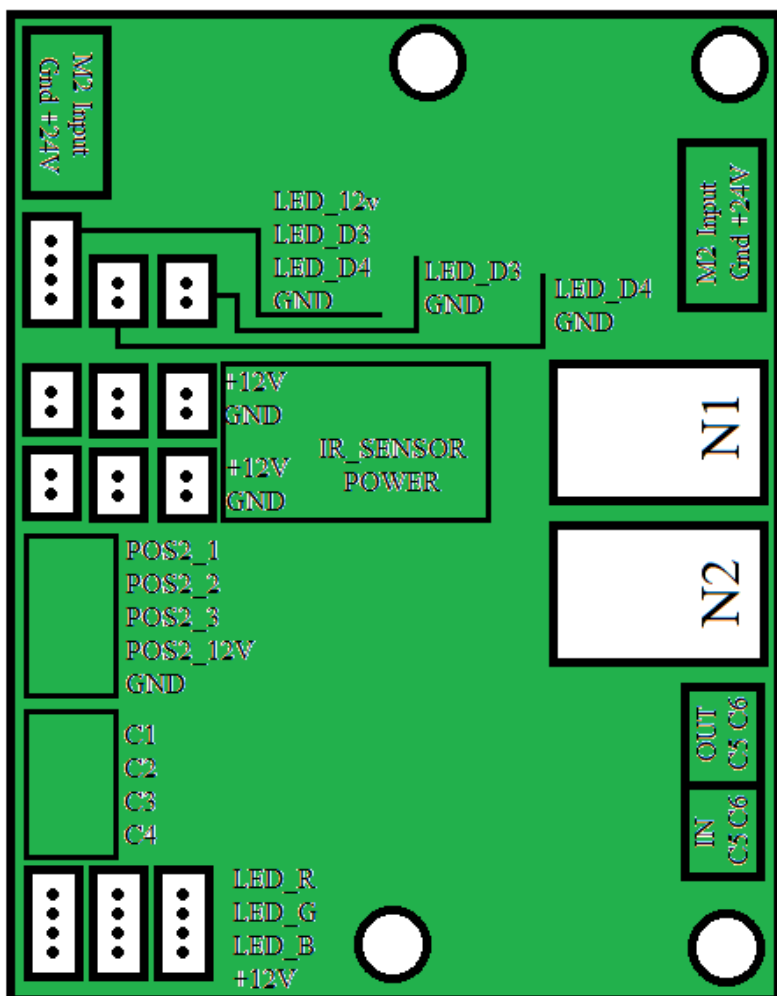 M2 Input
Gnd +24V
M2 Input
Gnd +24V
LED_12v
LED_D3
LED_D4
GND
LED_D3
GND
LED_D4
GND
+12V
GND
+12V
GND
IR_SENSOR
POWER
N1
N2
POS2_1
POS2_2
POS2_3
POS2_12V
GND
C1
C2
C3
C4
OUT
C5 C6
IN
C5 C6
LED_R
LED_G
LED_B
+12V